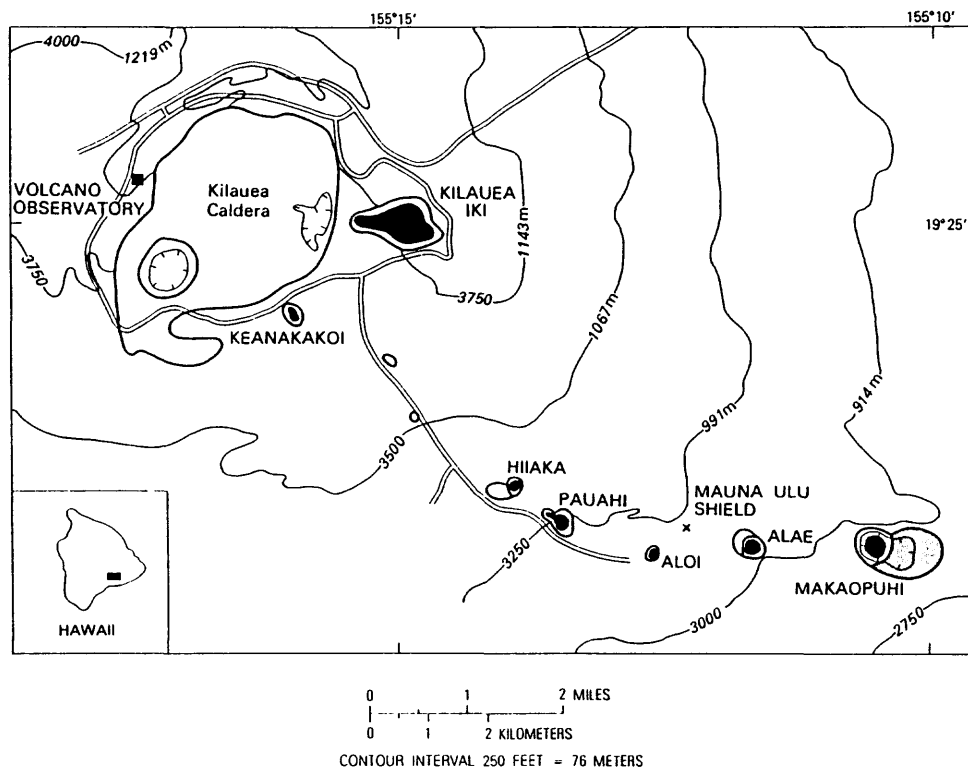 155°15'
155°10'
4000
1219m
VOLCANO
OBSERVATORY
Kilauea
Caldera
KILAUEA
IKI
1143m
19°25'
3750
3750
1067m
KEANAKAKOI
914m
991m
3500
HIIAKA
PAUAHI
MAUNA ULU
SHIELD
x
ALAE
3250
ALOI
MAKAOPUHI
HAWAII
3000
2750
0 1 2 MILES
0 1 2 KILOMETERS
CONTOUR INTERVAL 250 FEET = 76 METERS